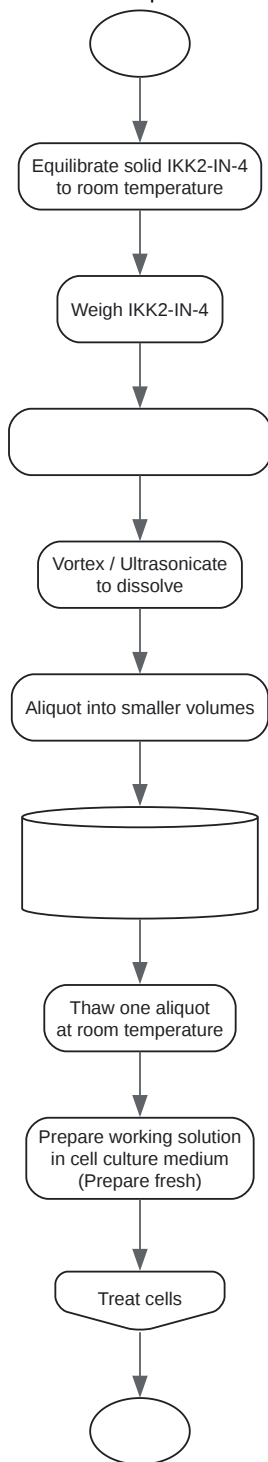 Equilibrate solid IKK2-IN-4
to room temperature
Weigh IKK2-IN-4
Vortex / Ultrasonicate
to dissolve
Aliquot into smaller volumes
Thaw one aliquot
at room temperature
Prepare working solution
in cell culture medium
(Prepare fresh)
Treat cells